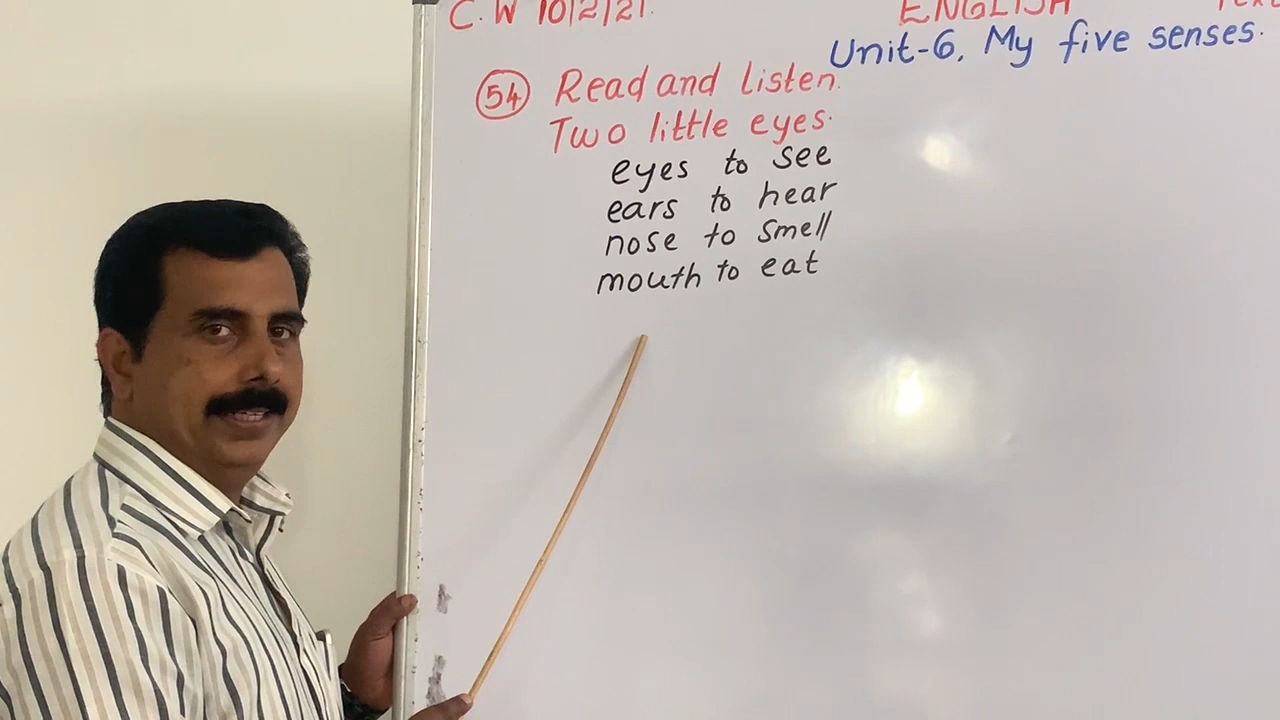 C.W 10/2/21. ENGLISH
Unit-6. My five senses.
54 Read and listen.
Two little eyes.
eyes to see
ears to hear
nose to smell
mouth to eat